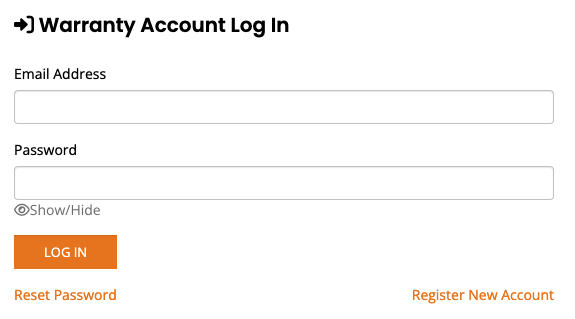 Warranty Account Log In
Email Address
Password
Show/Hide
LOG IN
Reset Password
Register New Account